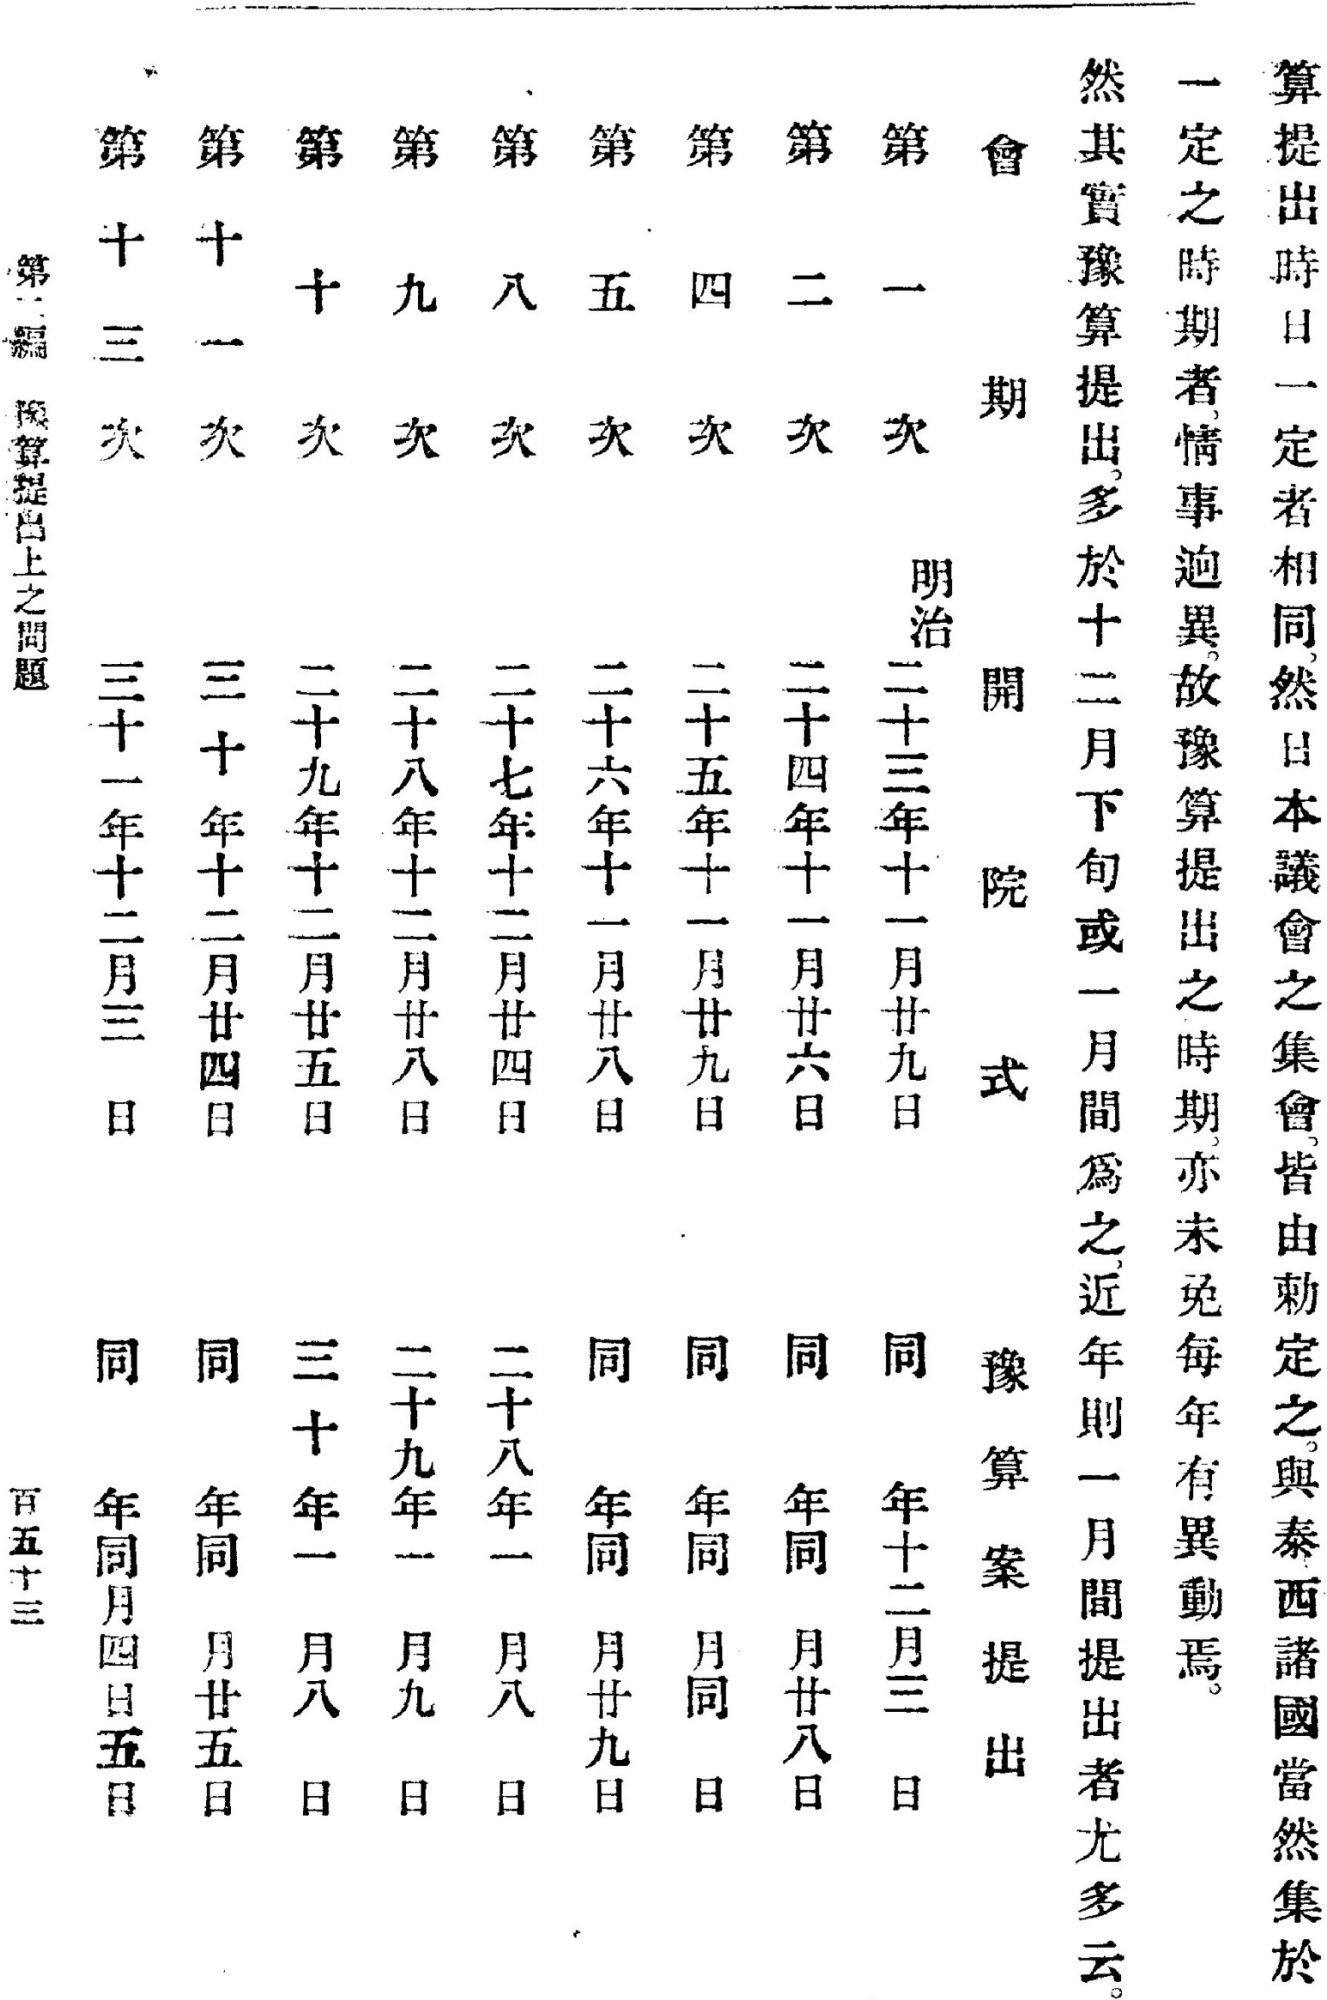 算提出時日一定者相同。然日本議會之集會。皆由勅定之。與泰西諸國當然集於
一定之時期者。情事逈異。故豫算提出之時期。亦未免每年有異動焉。
然其實豫算提出。多於十二月下旬或一月間爲之。近年則一月間提出者尤多云。
會期　開院式　豫算案提出
第一次　明治二十三年十一月廿九日　同年十二月三日
第二次　二十四年十一月廿六日　同年同月廿八日
第四次　二十五年十一月廿九日　同年同月同日
第五次　二十六年十一月廿八日　同年同月廿九日
第八次　二十七年十二月廿四日　二十八年一月八日
第九次　二十八年十二月廿八日　二十九年一月九日
第十次　二十九年十二月廿五日　三十年一月八日
第十一次　三十年十二月廿四日　同年同月廿五日
第十三次　三十一年十二月三日　同年同月四日五日
第二編　豫算提出上之問題　百五十三